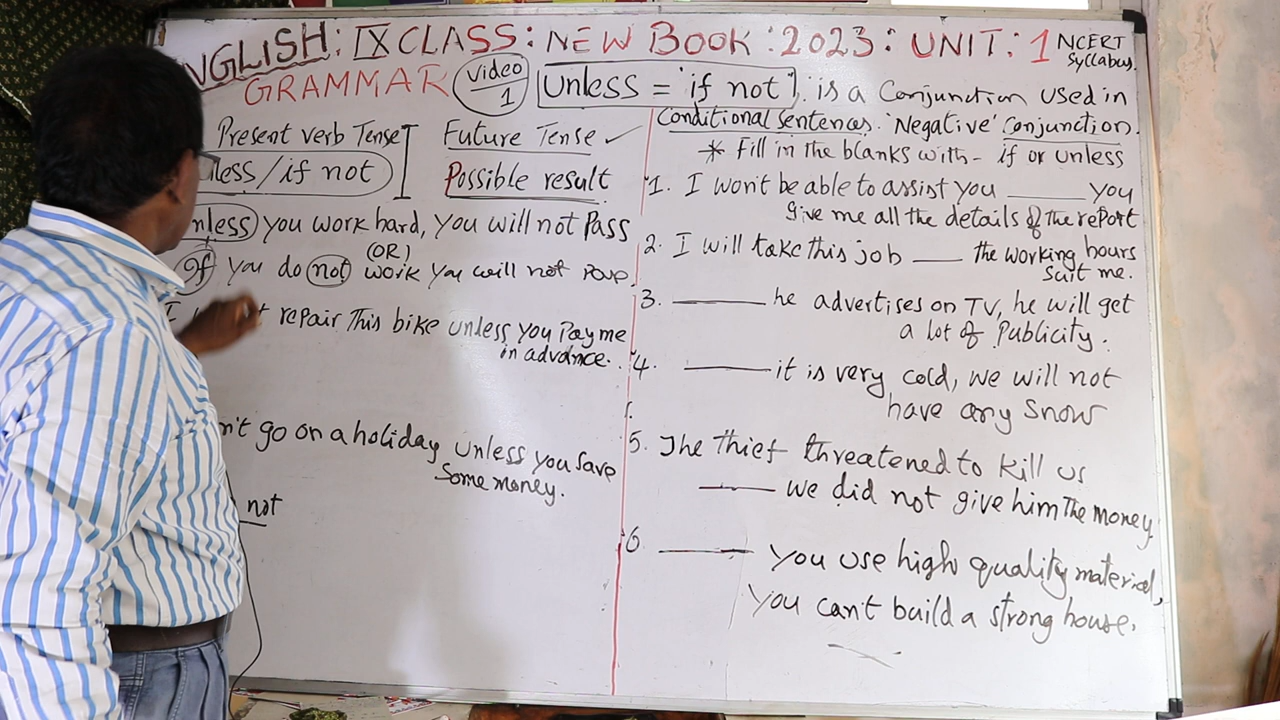 ENGLISH: IX CLASS: NEW BOOK: 2023: UNIT: 1 NCERT
Syllabus.
GRAMMAR Video
1
Unless = 'if not' is a Conjunction used in
Conditional sentences. 'Negative' Conjunction.
Present verb Tense
less/if not
Future Tense ✓
Possible result
nless you work hard, you will not Pass
(OR)
If you do not work you will not
repair This bike unless you Pay me
in advance.
n't go on a holiday unless you save
some money.
not
* Fill in the blanks with - if or unless
1. I won't be able to assist you ____ you
Give me all the details of the report
2. I will take this job ____ the working hours
suit me.
3. ____ he advertises on TV, he will get
a lot of Publicity.
4. ____ it is very cold, we will not
have any snow
5. The thief threatened to kill us
____ we did not give him The money
6. ____ you use high quality material,
you can't build a strong house.